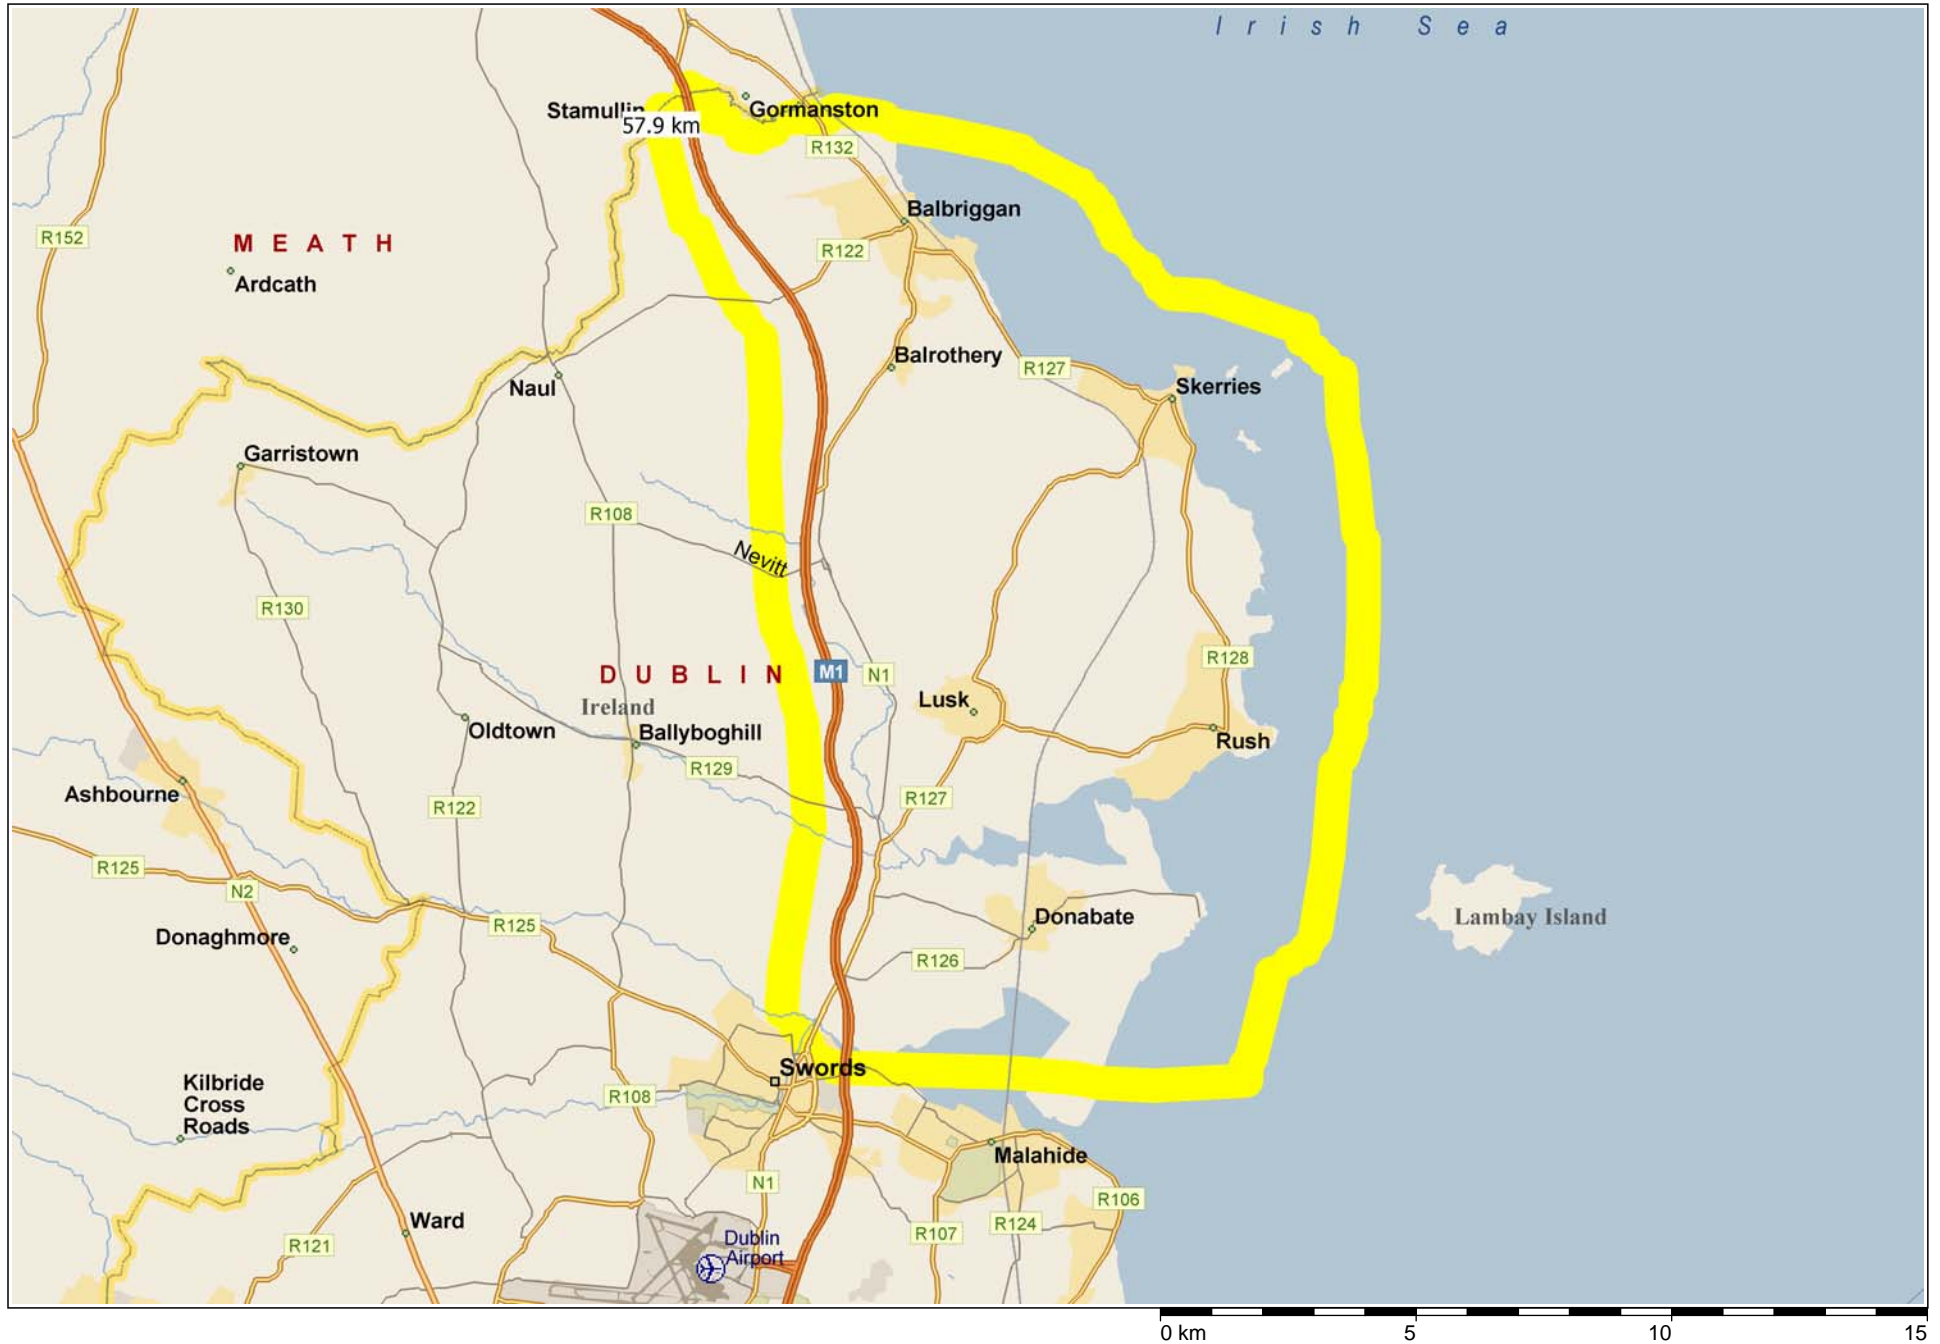 Irish Sea
Stamullin
Gormanston
57.9 km
R132
Balbriggan
R152
MEATH
R122
Ardcath
Balrothery
R127
Naul
Skerries
Garristown
R108
Nevitt
R130
R128
DUBLIN
M1
N1
Lusk
Ireland
Oldtown
Ballyboghill
Rush
R129
Ashbourne
R122
R127
R125
N2
Donabate
Lambay Island
R125
Donaghmore
R126
Swords
Kilbride
Cross
Roads
R108
Malahide
N1
R106
Ward
R124
R107
R121
Dublin
Airport
0 km 5 10 15